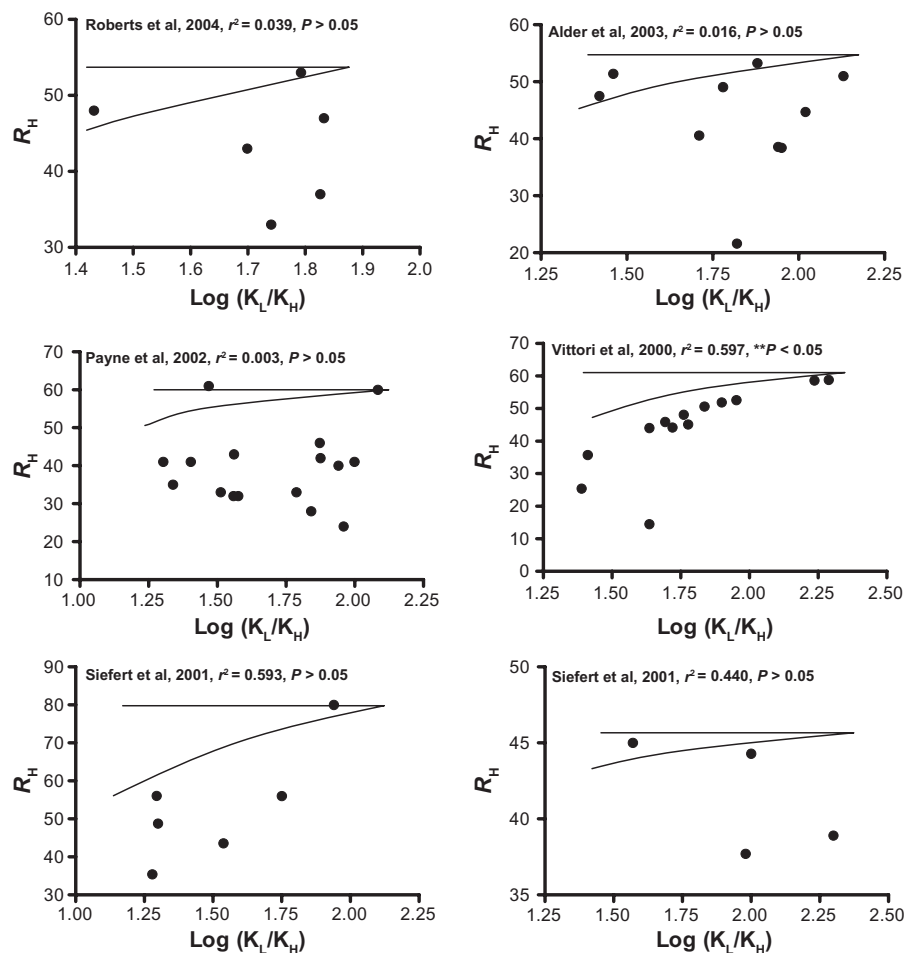 Roberts et al, 2004, r² = 0.039, P > 0.05
60
50
40
30
R_H
1.4 1.5 1.6 1.7 1.8 1.9 2.0
Log (K_L/K_H)
Alder et al, 2003, r² = 0.016, P > 0.05
60
50
40
30
20
R_H
1.25 1.50 1.75 2.00 2.25
Log (K_L/K_H)
Payne et al, 2002, r² = 0.003, P > 0.05
70
60
50
40
30
20
10
R_H
1.00 1.25 1.50 1.75 2.00 2.25
Log (K_L/K_H)
Vittori et al, 2000, r² = 0.597, **P < 0.05
70
60
50
40
30
20
10
0
R_H
1.25 1.50 1.75 2.00 2.25 2.50
Log (K_L/K_H)
Siefert et al, 2001, r² = 0.593, P > 0.05
90
80
70
60
50
40
30
R_H
1.00 1.25 1.50 1.75 2.00 2.25
Log (K_L/K_H)
Siefert et al, 2001, r² = 0.440, P > 0.05
50
45
40
35
R_H
1.25 1.50 1.75 2.00 2.25 2.50
Log (K_L/K_H)